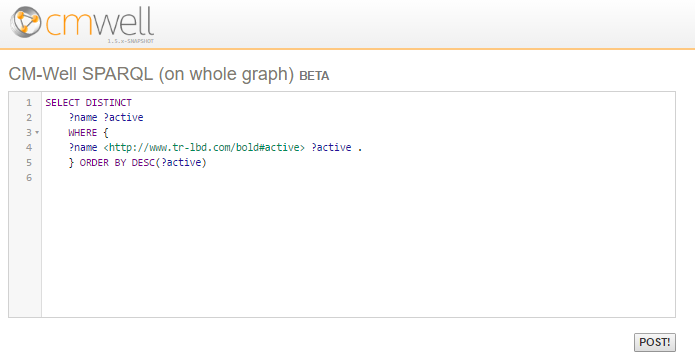 cmwell
1.5.x-SNAPSHOT
CM-Well SPARQL (on whole graph) BETA
1 SELECT DISTINCT
2 ?name ?active
3 WHERE {
4 ?name <http://www.tr-lbd.com/bold#active> ?active .
5 } ORDER BY DESC(?active)
6
POST!